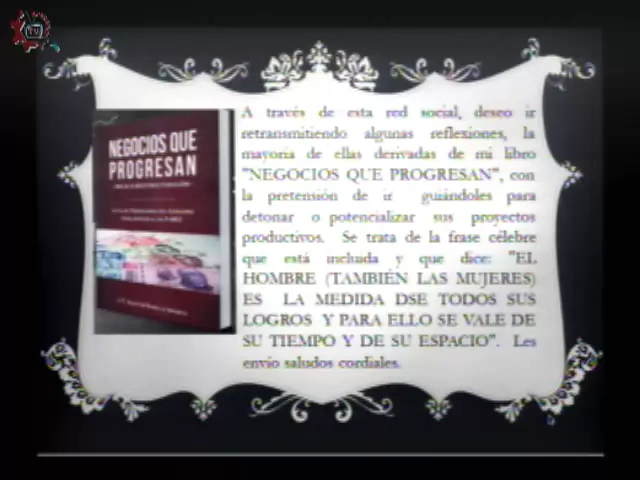 TV
NEGOCIOS QUE
PROGRESAN
A través de esta red social, deseo ir
retransmitiendo algunas reflexiones, la
mayoria de ellas derivadas de mi libro
"NEGOCIOS QUE PROGRESAN", con
la pretensión de ir guiándoles para
detonar o potencializar sus proyectos
productivos. Se trata de la frase célebre
que está incluida y que dice: "EL
HOMBRE (TAMBIÉN LAS MUJERES)
ES LA MEDIDA DSE TODOS SUS
LOGROS Y PARA ELLO SE VALE DE
SU TIEMPO Y DE SU ESPACIO". Les
envio saludos cordiales.